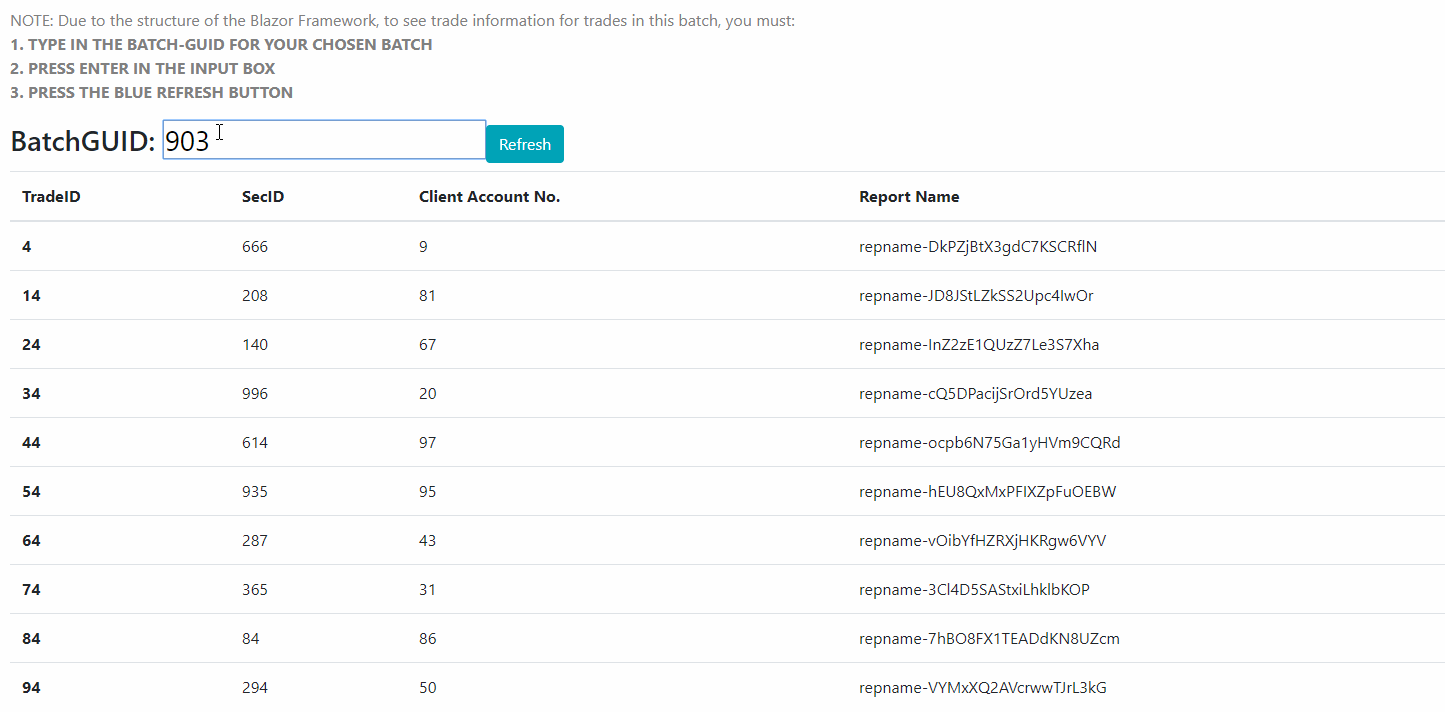 NOTE: Due to the structure of the Blazor Framework, to see trade information for trades in this batch, you must:
1. TYPE IN THE BATCH-GUID FOR YOUR CHOSEN BATCH
2. PRESS ENTER IN THE INPUT BOX
3. PRESS THE BLUE REFRESH BUTTON
BatchGUID: 903 Refresh
TradeID SecID Client Account No. Report Name
4 666 9 repname-DkPZjBtX3gdC7KSCRflN
14 208 81 repname-JD8JStLZkSS2Upc4IwOr
24 140 67 repname-InZ2zE1QUzZ7Le3S7Xha
34 996 20 repname-cQ5DPacijSrOrd5YUzea
44 614 97 repname-ocpb6N75Ga1yHVm9CQRd
54 935 95 repname-hEU8QxMxPFIXZpFuOEBW
64 287 43 repname-vOibYfHZRXjHKRgw6VYV
74 365 31 repname-3Cl4D5SAStxiLhklbKOP
84 84 86 repname-7hBO8FX1TEADdKN8UZcm
94 294 50 repname-VYMxXQ2AVcrwwTJrL3kG